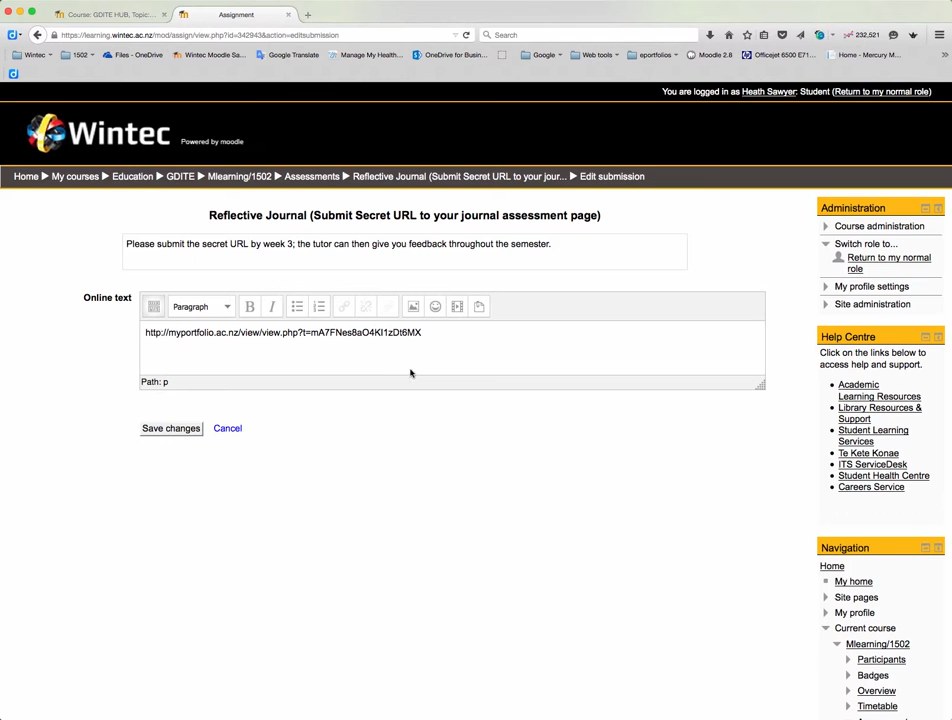 Course: GDITE HUB, Topic:...
Assignment
https://learning.wintec.ac.nz/mod/assign/view.php?id=342943&action=editsubmission
Search
232,521
Wintec
1502
Files - OneDrive
Wintec Moodle Sa...
Google Translate
Manage My Health...
OneDrive for Busin...
Google
Web tools
eportfolios
Moodle 2.8
Officejet 6500 E71...
Home - Mercury M...
You are logged in as Heath Sawyer: Student (Return to my normal role)
Wintec
Powered by moodle
Home ▶ My courses ▶ Education ▶ GDITE ▶ Mlearning/1502 ▶ Assessments ▶ Reflective Journal (Submit Secret URL to your jour... ▶ Edit submission
Reflective Journal (Submit Secret URL to your journal assessment page)
Please submit the secret URL by week 3; the tutor can then give you feedback throughout the semester.
Online text
Paragraph
B
I
http://myportfolio.ac.nz/view/view.php?t=mA7FNes8aO4KI1zDt6MX
Path: p
Save changes
Cancel
Administration
Course administration
Switch role to...
Return to my normal
role
My profile settings
Site administration
Help Centre
Click on the links below to
access help and support.
Academic
Learning Resources
Library Resources &
Support
Student Learning
Services
Te Kete Konae
ITS ServiceDesk
Student Health Centre
Careers Service
Navigation
Home
My home
Site pages
My profile
Current course
Mlearning/1502
Participants
Badges
Overview
Timetable